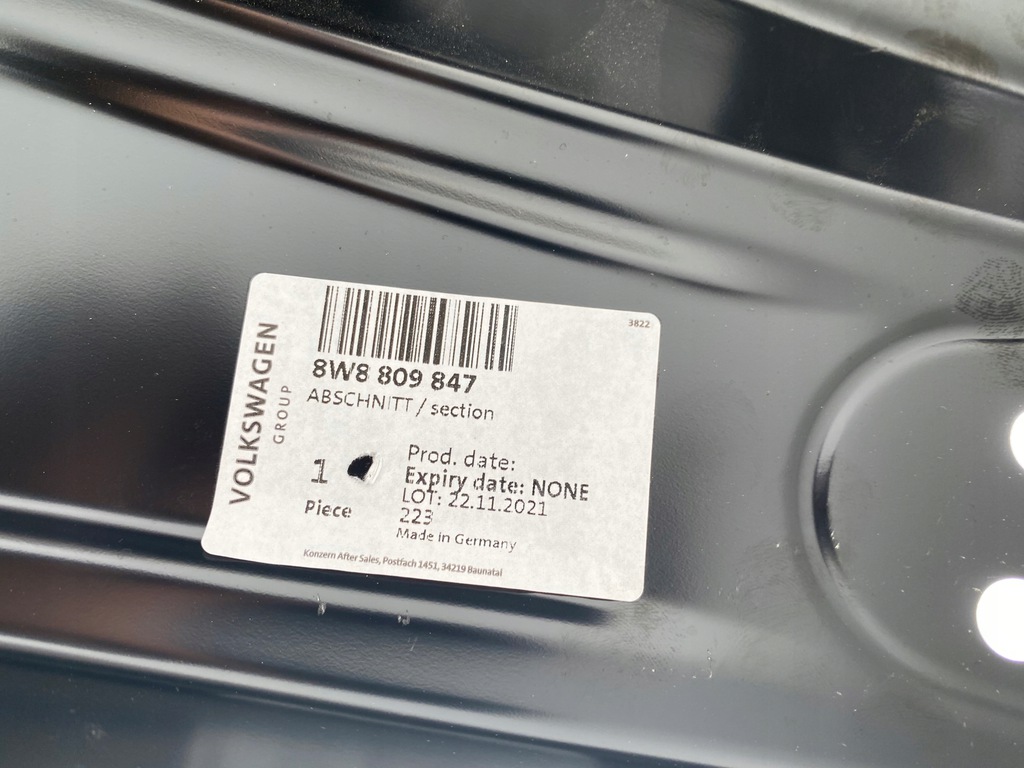 VOLKSWAGEN
GROUP
3822
8W8 809 847
ABSCHNITT / section
1
Piece
Prod. date:
Expiry date: NONE
LOT: 22.11.2021
223
Made in Germany
Konzern After Sales, Postfach 1451, 34219 Baunatal